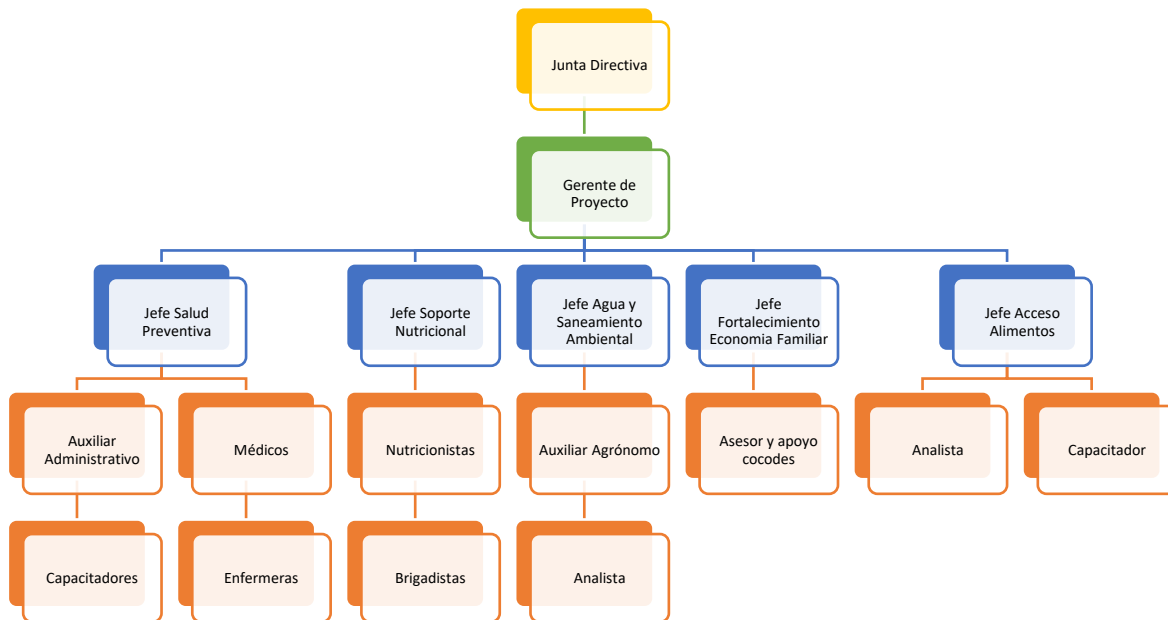 Junta Directiva
Gerente de
Proyecto
Jefe Salud
Preventiva
Jefe Soporte
Nutricional
Jefe Agua y
Saneamiento
Ambiental
Jefe
Fortalecimiento
Economia Familiar
Jefe Acceso
Alimentos
Auxiliar
Administrativo
Médicos
Nutricionistas
Auxiliar Agrónomo
Asesor y apoyo
cocodes
Analista
Capacitador
Capacitadores
Enfermeras
Brigadistas
Analista